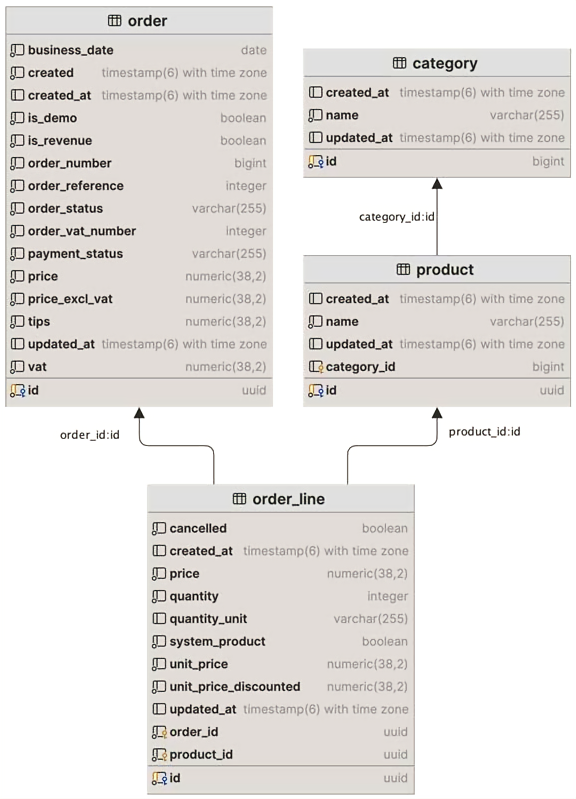 order
business_date date
created timestamp(6) with time zone
created_at timestamp(6) with time zone
is_demo boolean
is_revenue boolean
order_number bigint
order_reference integer
order_status varchar(255)
order_vat_number integer
payment_status varchar(255)
price numeric(38,2)
price_excl_vat numeric(38,2)
tips numeric(38,2)
updated_at timestamp(6) with time zone
vat numeric(38,2)
id uuid
category
created_at timestamp(6) with time zone
name varchar(255)
updated_at timestamp(6) with time zone
id bigint
category_id:id
product
created_at timestamp(6) with time zone
name varchar(255)
updated_at timestamp(6) with time zone
category_id bigint
id uuid
order_id:id
product_id:id
order_line
cancelled boolean
created_at timestamp(6) with time zone
price numeric(38,2)
quantity integer
quantity_unit varchar(255)
system_product boolean
unit_price numeric(38,2)
unit_price_discounted numeric(38,2)
updated_at timestamp(6) with time zone
order_id uuid
product_id uuid
id uuid